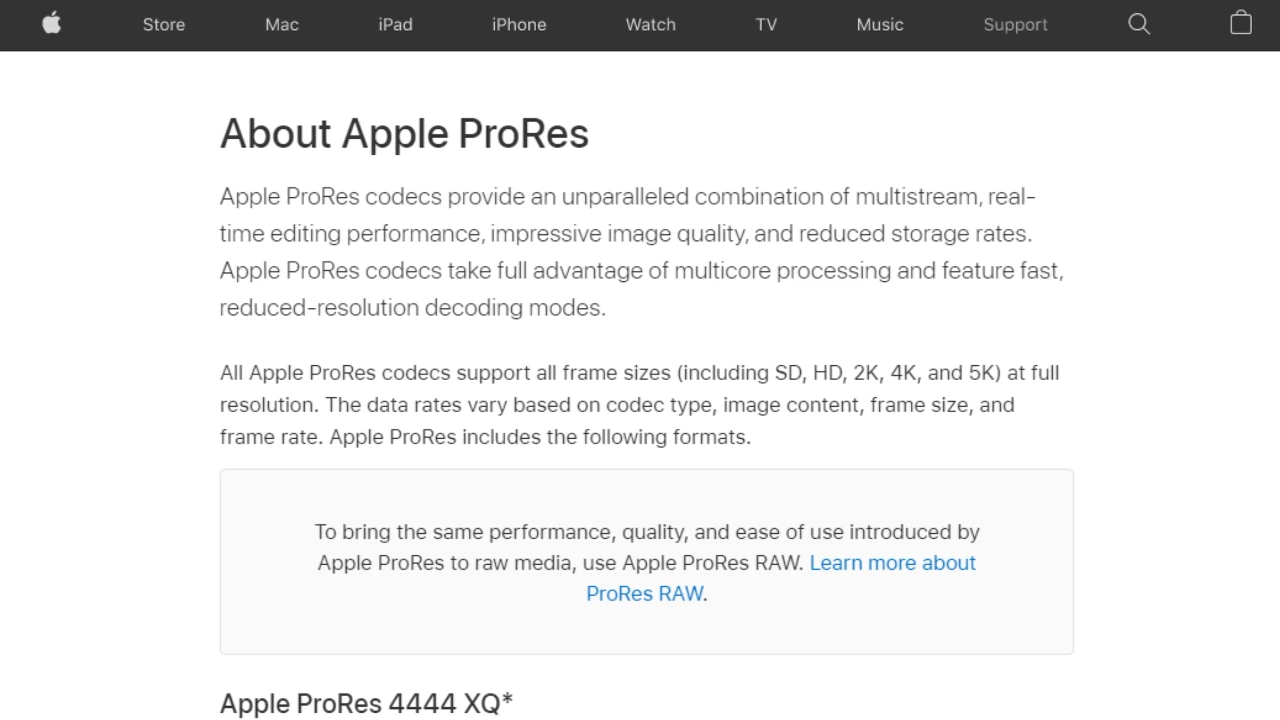 Store Mac iPad iPhone Watch TV Music Support
About Apple ProRes
Apple ProRes codecs provide an unparalleled combination of multistream, real-
time editing performance, impressive image quality, and reduced storage rates.
Apple ProRes codecs take full advantage of multicore processing and feature fast,
reduced-resolution decoding modes.
All Apple ProRes codecs support all frame sizes (including SD, HD, 2K, 4K, and 5K) at full
resolution. The data rates vary based on codec type, image content, frame size, and
frame rate. Apple ProRes includes the following formats.
To bring the same performance, quality, and ease of use introduced by
Apple ProRes to raw media, use Apple ProRes RAW. Learn more about
ProRes RAW.
Apple ProRes 4444 XQ*